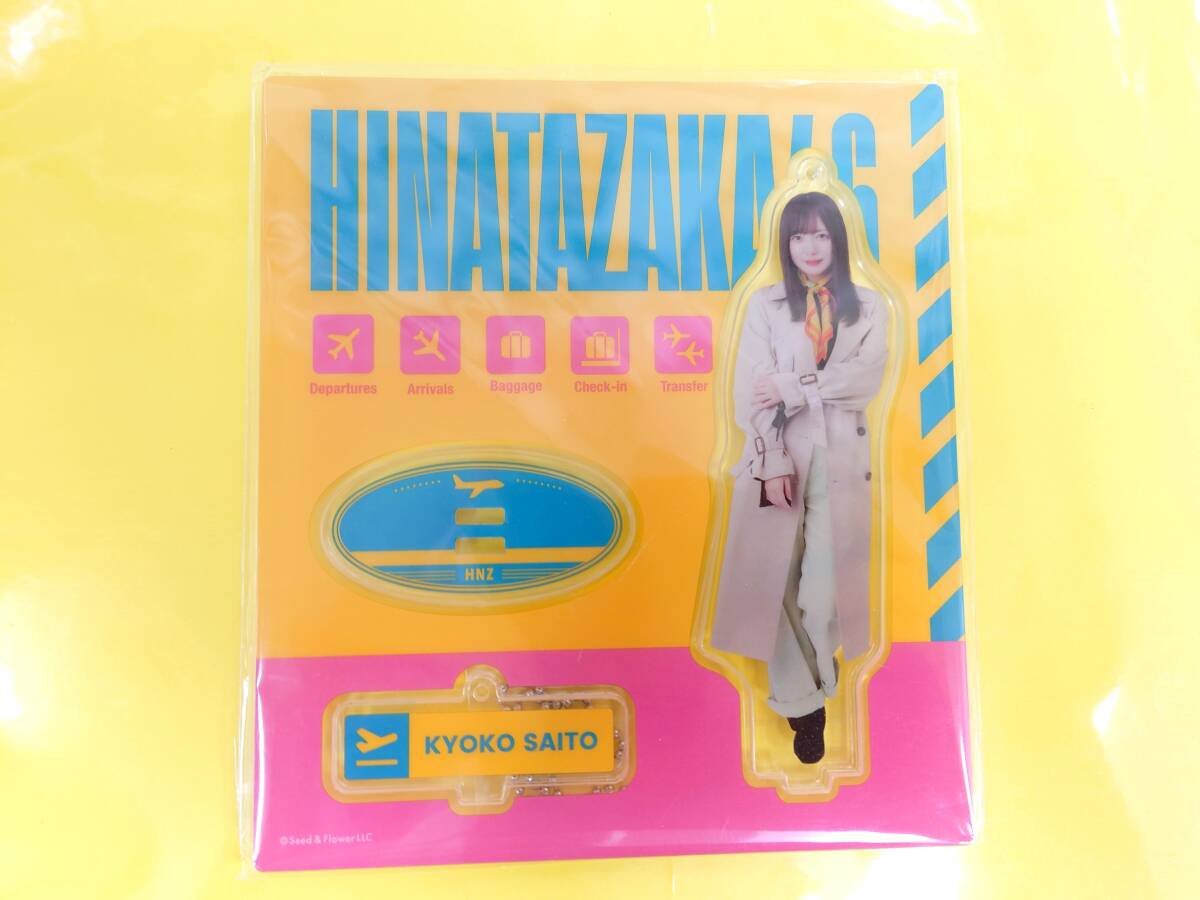 HINATAZAKA46
Departures Arrivals Baggage Check-in Transfer
HNZ
KYOKO SAITO
©Seed & Flower LLC